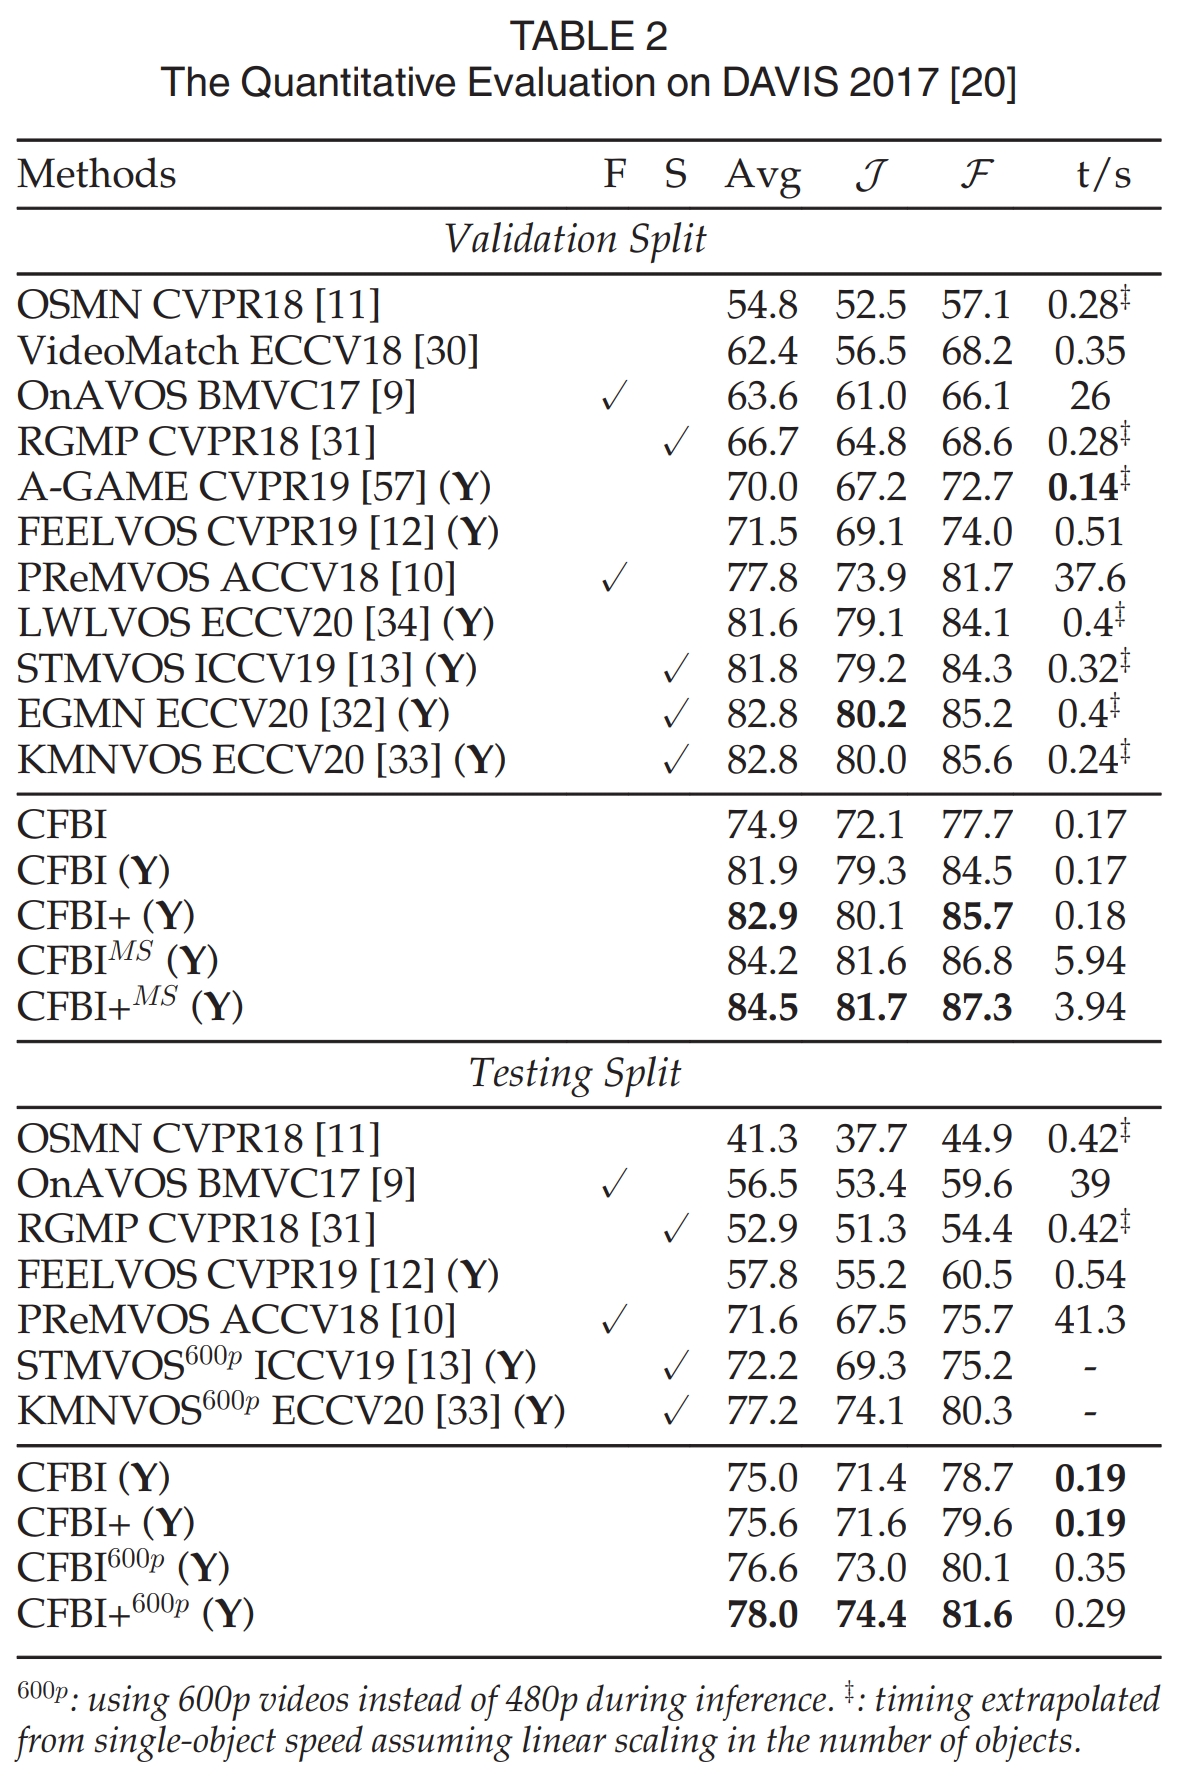 TABLE 2
The Quantitative Evaluation on DAVIS 2017 [20]
Methods F S Avg 𝒥 ℱ t/s
Validation Split
OSMN CVPR18 [11] 54.8 52.5 57.1 0.28‡
VideoMatch ECCV18 [30] 62.4 56.5 68.2 0.35
OnAVOS BMVC17 [9] ✓ 63.6 61.0 66.1 26
RGMP CVPR18 [31] ✓ 66.7 64.8 68.6 0.28‡
A-GAME CVPR19 [57] (Y) 70.0 67.2 72.7 0.14‡
FEELVOS CVPR19 [12] (Y) 71.5 69.1 74.0 0.51
PReMVOS ACCV18 [10] ✓ 77.8 73.9 81.7 37.6
LWLVOS ECCV20 [34] (Y) 81.6 79.1 84.1 0.4‡
STMVOS ICCV19 [13] (Y) ✓ 81.8 79.2 84.3 0.32‡
EGMN ECCV20 [32] (Y) ✓ 82.8 80.2 85.2 0.4‡
KMNVOS ECCV20 [33] (Y) ✓ 82.8 80.0 85.6 0.24‡
CFBI 74.9 72.1 77.7 0.17
CFBI (Y) 81.9 79.3 84.5 0.17
CFBI+ (Y) 82.9 80.1 85.7 0.18
CFBI^MS (Y) 84.2 81.6 86.8 5.94
CFBI+^MS (Y) 84.5 81.7 87.3 3.94
Testing Split
OSMN CVPR18 [11] 41.3 37.7 44.9 0.42‡
OnAVOS BMVC17 [9] ✓ 56.5 53.4 59.6 39
RGMP CVPR18 [31] ✓ 52.9 51.3 54.4 0.42‡
FEELVOS CVPR19 [12] (Y) 57.8 55.2 60.5 0.54
PReMVOS ACCV18 [10] ✓ 71.6 67.5 75.7 41.3
STMVOS^600p ICCV19 [13] (Y) ✓ 72.2 69.3 75.2 -
KMNVOS^600p ECCV20 [33] (Y) ✓ 77.2 74.1 80.3 -
CFBI (Y) 75.0 71.4 78.7 0.19
CFBI+ (Y) 75.6 71.6 79.6 0.19
CFBI^600p (Y) 76.6 73.0 80.1 0.35
CFBI+^600p (Y) 78.0 74.4 81.6 0.29
^600p: using 600p videos instead of 480p during inference. ‡: timing extrapolated
from single-object speed assuming linear scaling in the number of objects.